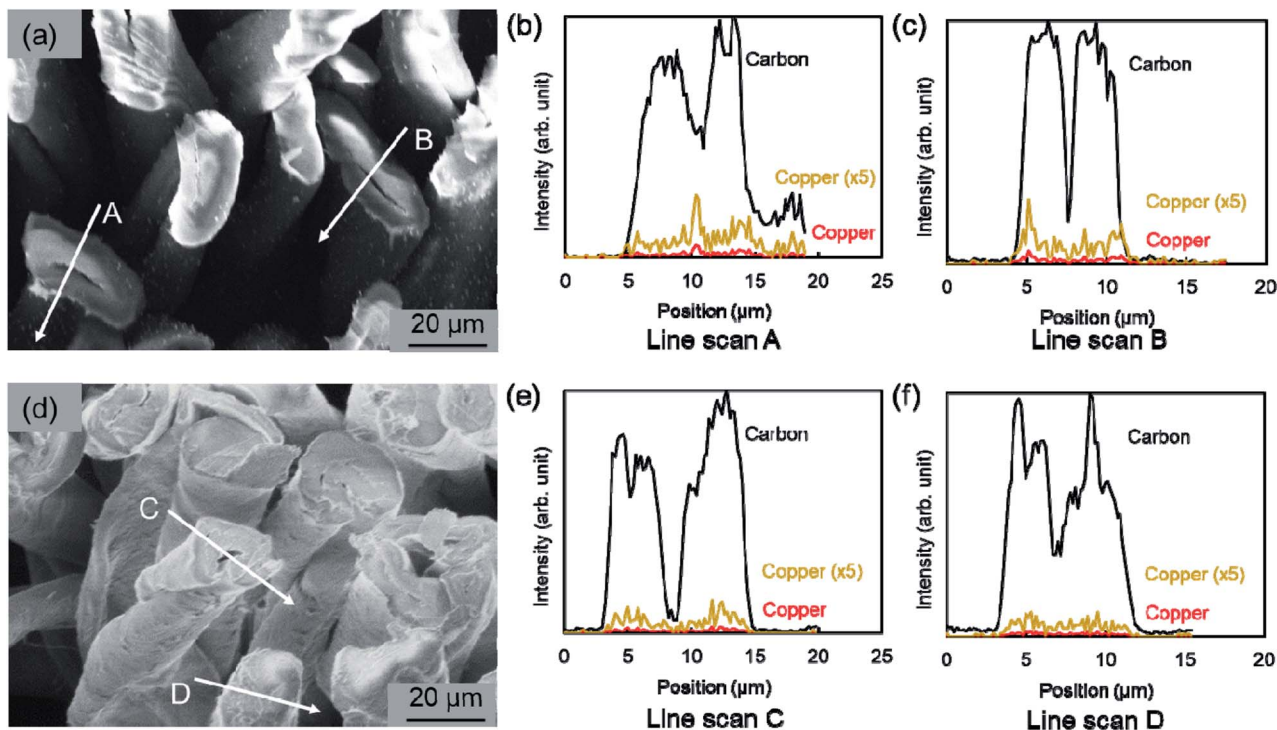 (a)
A
B
20 µm
(b)
Intensity (arb. unit)
Carbon
Copper (x5)
Copper
0 5 10 15 20 25
Position (µm)
Line scan A
(c)
Intensity (arb. unit)
Carbon
Copper (x5)
Copper
0 5 10 15 20
Position (µm)
Line scan B
(d)
C
D
20 µm
(e)
Intensity (arb. unit)
Carbon
Copper (x5)
Copper
0 5 10 15 20 25
Position (µm)
Line scan C
(f)
Intensity (arb. unit)
Carbon
Copper (x5)
Copper
0 5 10 15 20
Position (µm)
Line scan D